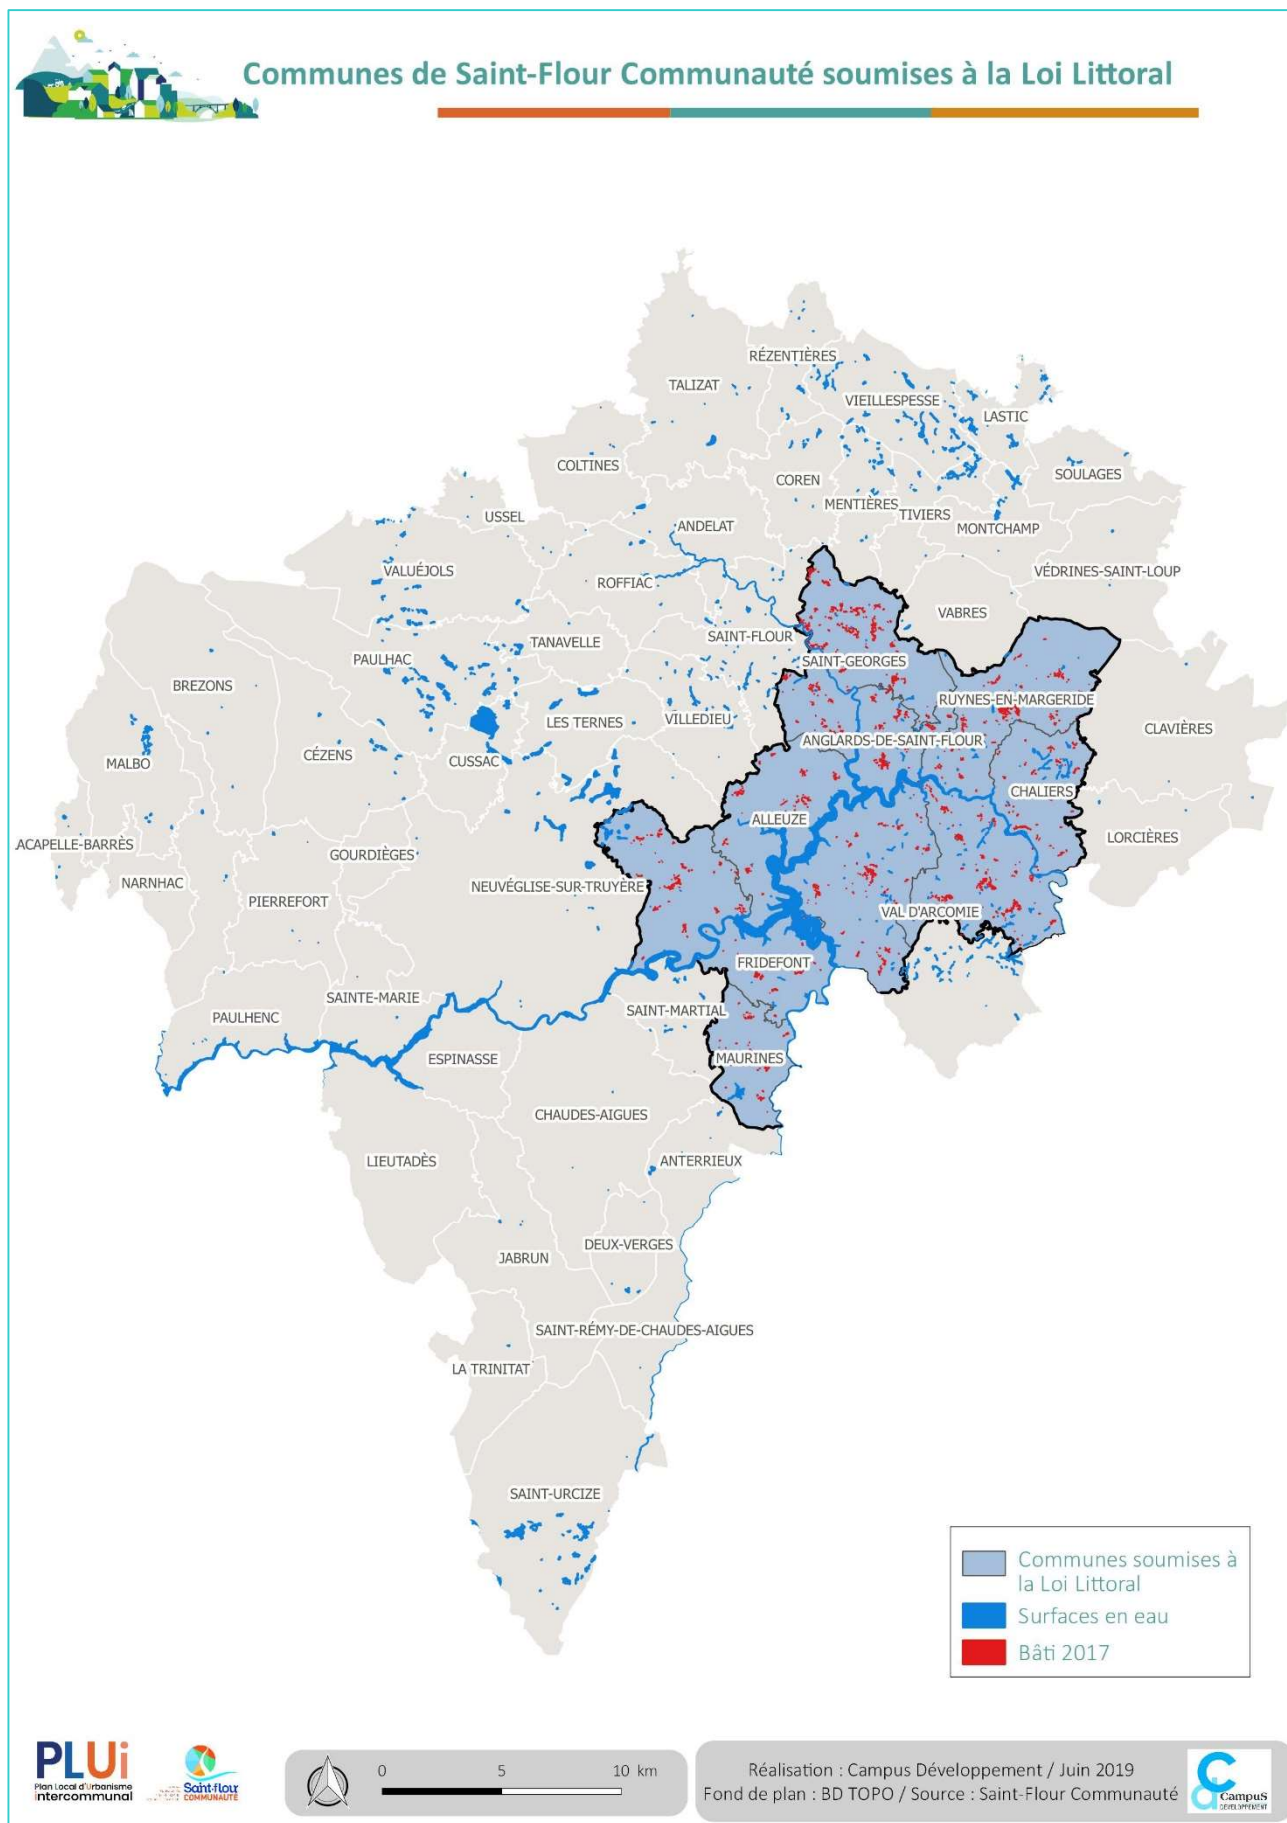 Communes de Saint-Flour Communauté soumises à la Loi Littoral
RÉZENTIÈRES
TALIZAT
VIEILLESPESSE
LASTIC
COLTINES
COREN
SOULAGES
MENTIÈRES
TIVIERS
USSEL
ANDELAT
MONTCHAMP
VALUÉJOLS
ROFFIAC
VÉDRINES-SAINT-LOUP
VABRES
SAINT-FLOUR
TANAVELLE
PAULHAC
SAINT-GEORGES
BREZONS
RUYNES-EN-MARGERIDE
LES TERNES
VILLEDIEU
CLAVIÈRES
ANGLARDS-DE-SAINT-FLOUR
CÉZENS
MALBO
CUSSAC
CHALIERS
ALLEUZE
LORCIÈRES
ACAPELLE-BARRÈS
GOURDIÈGES
NARNHAC
NEUVÉGLISE-SUR-TRUYÈRE
PIERREFORT
VAL D'ARCOMIE
FRIDEFONT
SAINTE-MARIE
SAINT-MARTIAL
PAULHENC
ESPINASSE
MAURINES
CHAUDES-AIGUES
LIEUTADÈS
ANTERRIEUX
DEUX-VERGES
JABRUN
SAINT-RÉMY-DE-CHAUDES-AIGUES
LA TRINITAT
SAINT-URCIZE
Communes soumises à
la Loi Littoral
Surfaces en eau
Bâti 2017
PLUi
Plan Local d'Urbanisme
intercommunal
Saint-flour
COMMUNAUTÉ
0 5 10 km
Réalisation : Campus Développement / Juin 2019
Fond de plan : BD TOPO / Source : Saint-Flour Communauté
Campus
DÉVELOPPEMENT